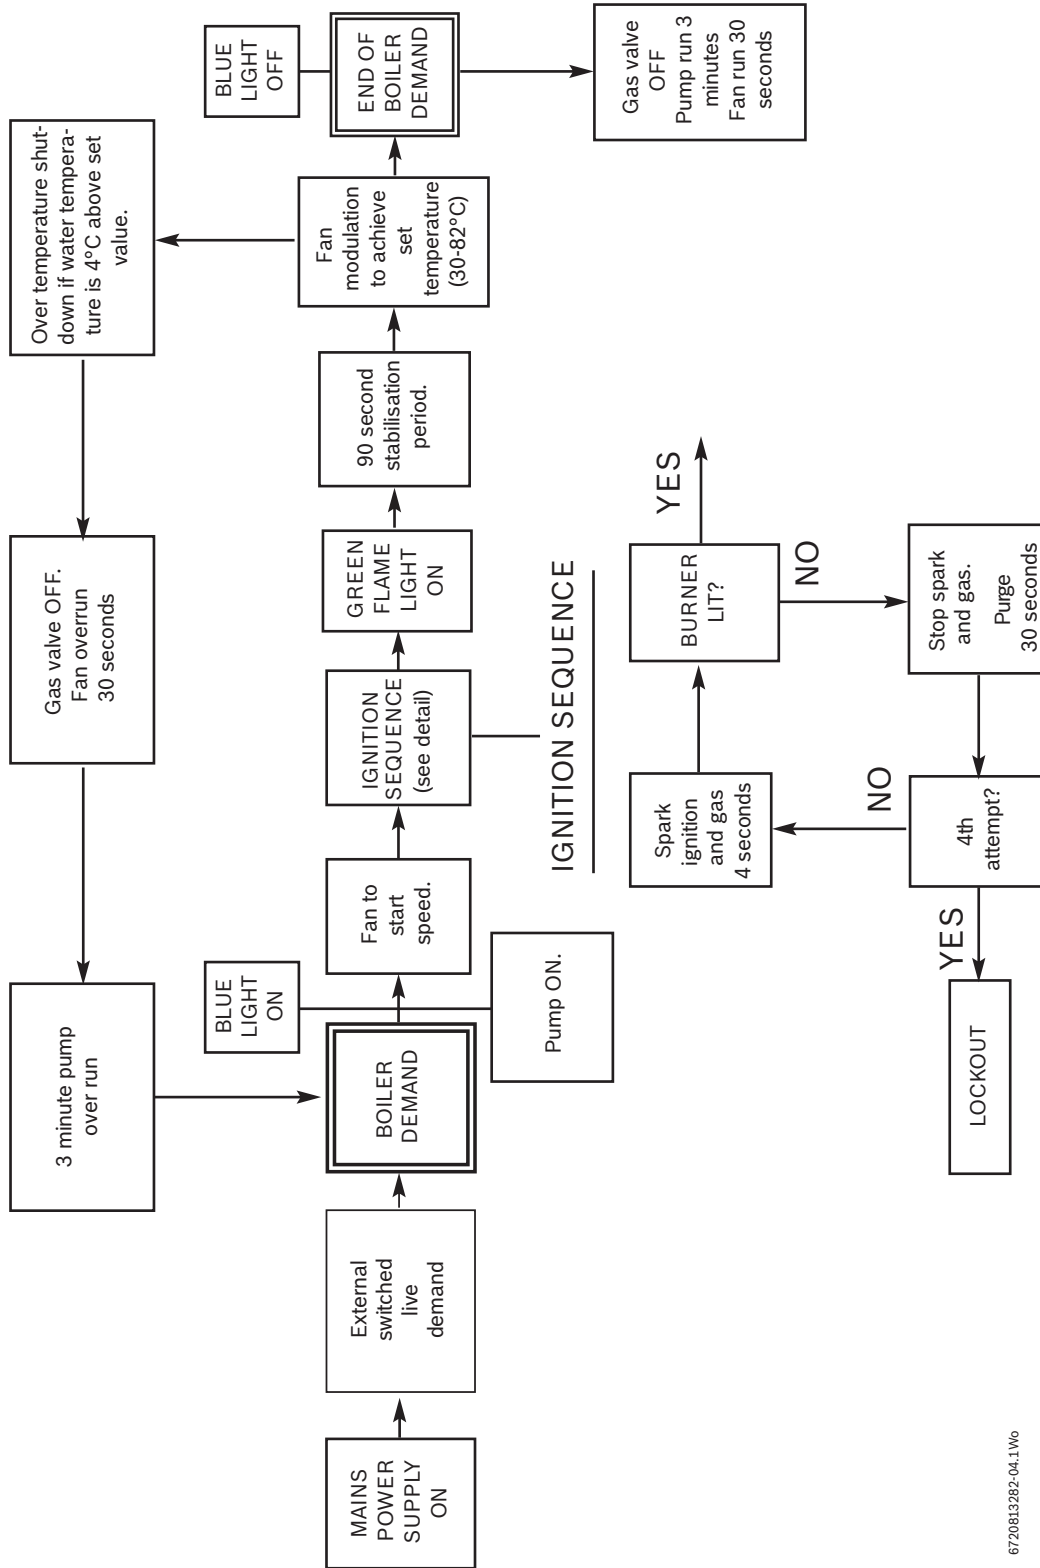 3 minute pump
over run
Gas valve OFF.
Fan overrun
30 seconds
Over temperature shut-
down if water tempera-
ture is 4°C above set
value.
BLUE
LIGHT
ON
BLUE
LIGHT
OFF
MAINS
POWER
SUPPLY
ON
External
switched
live
demand
BOILER
DEMAND
Fan to
start
speed.
IGNITION
SEQUENCE
(see detail)
GREEN
FLAME
LIGHT
ON
90 second
stabilisation
period.
Fan
modulation
to achieve
set
temperature
(30-82°C)
END OF
BOILER
DEMAND
Pump ON.
Gas valve
OFF
Pump run 3
minutes
Fan run 30
seconds
IGNITION SEQUENCE
Spark
ignition
and gas
4 seconds
BURNER
LIT?
YES
NO
Stop spark
and gas.
Purge
30 seconds
4th
attempt?
NO
YES
LOCKOUT
6720813282-04.1Wo